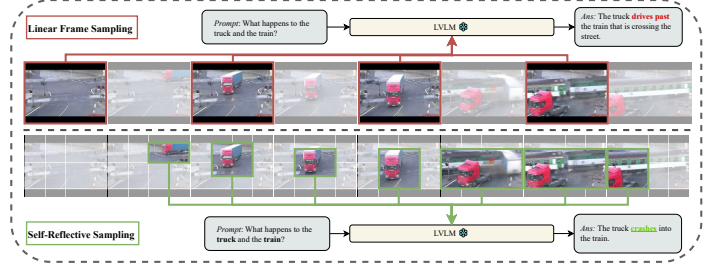 Linear Frame Sampling
Prompt: What happens to the
truck and the train?
LVLM
Ans: The truck drives past
the train that is crossing the
street.
Self-Reflective Sampling
Prompt: What happens to the
truck and the train?
LVLM
Ans: The truck crashes into
the train.